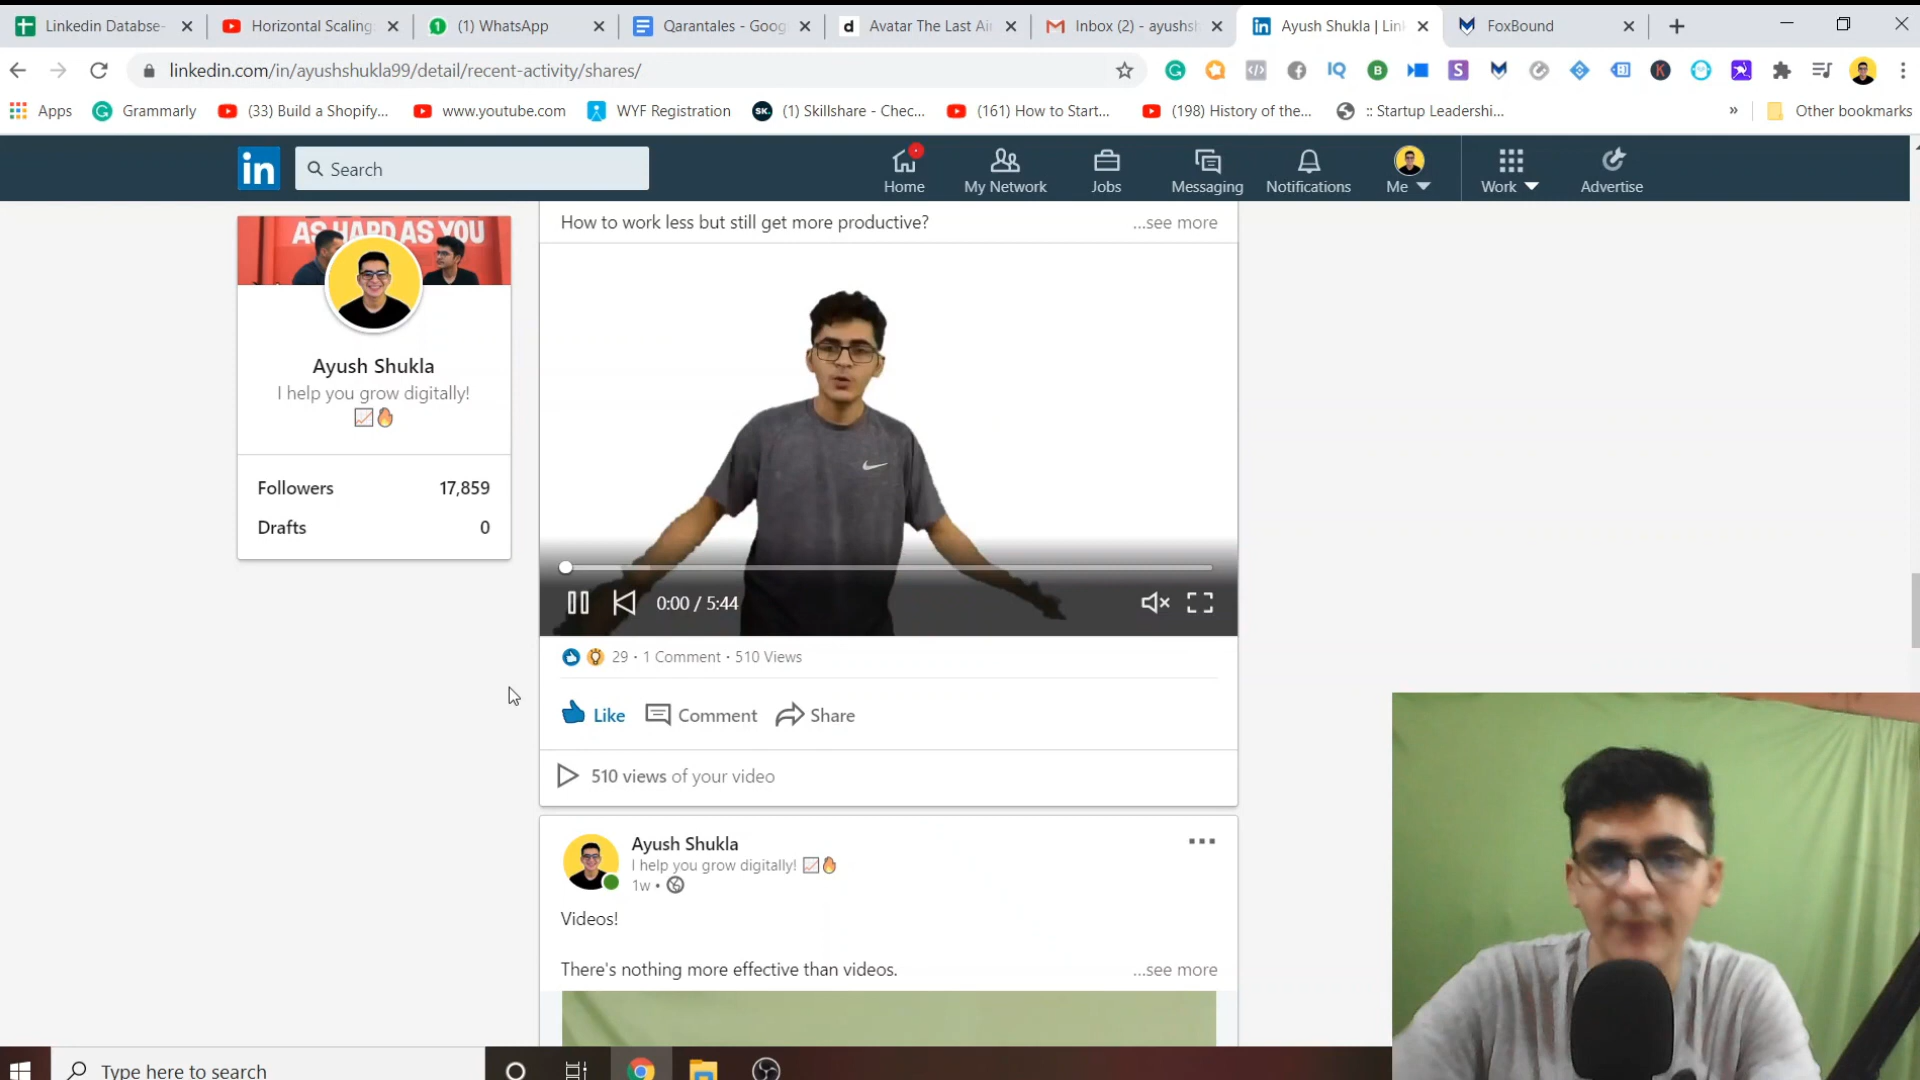 Linkedin Databse-
Horizontal Scaling
(1) WhatsApp
Qarantales - Goog
Avatar The Last Ai
Inbox (2) - ayushsh
Ayush Shukla | Lin
FoxBound
linkedin.com/in/ayushshukla99/detail/recent-activity/shares/
Apps
Grammarly
(33) Build a Shopify...
www.youtube.com
WYF Registration
(1) Skillshare - Chec...
(161) How to Start...
(198) History of the...
:: Startup Leadershi...
»
Other bookmarks
in
Search
Home
My Network
Jobs
Messaging
Notifications
Me
Work
Advertise
AS HARD AS YOU
Ayush Shukla
I help you grow digitally!
Followers 17,859
Drafts 0
How to work less but still get more productive?
...see more
0:00 / 5:44
29 · 1 Comment · 510 Views
Like
Comment
Share
510 views of your video
Ayush Shukla
I help you grow digitally!
1w •
Videos!
There's nothing more effective than videos.
...see more
Type here to search